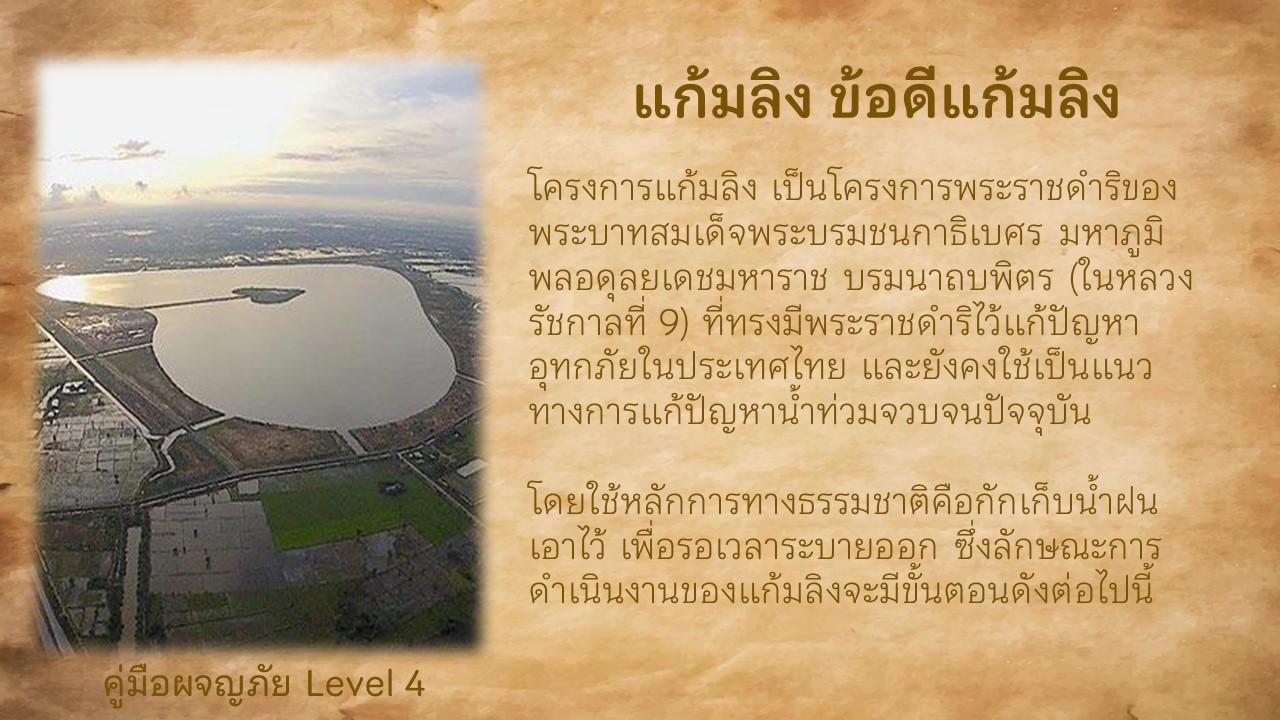 แก้มลิง ข้อดีแก้มลิง
โครงการแก้มลิง เป็นโครงการพระราชดำริของ
พระบาทสมเด็จพระบรมชนกาธิเบศร มหาภูมิ
พลอดุลยเดชมหาราช บรมนาถบพิตร (ในหลวง
รัชกาลที่ 9) ที่ทรงมีพระราชดำริไว้แก้ปัญหา
อุทกภัยในประเทศไทย และยังคงใช้เป็นแนว
ทางการแก้ปัญหาน้ำท่วมจวบจนปัจจุบัน
โดยใช้หลักการทางธรรมชาติคือกักเก็บน้ำฝน
เอาไว้ เพื่อรอเวลาระบายออก ซึ่งลักษณะการ
ดำเนินงานของแก้มลิงจะมีขั้นตอนดังต่อไปนี้
คู่มือผจญภัย Level 4